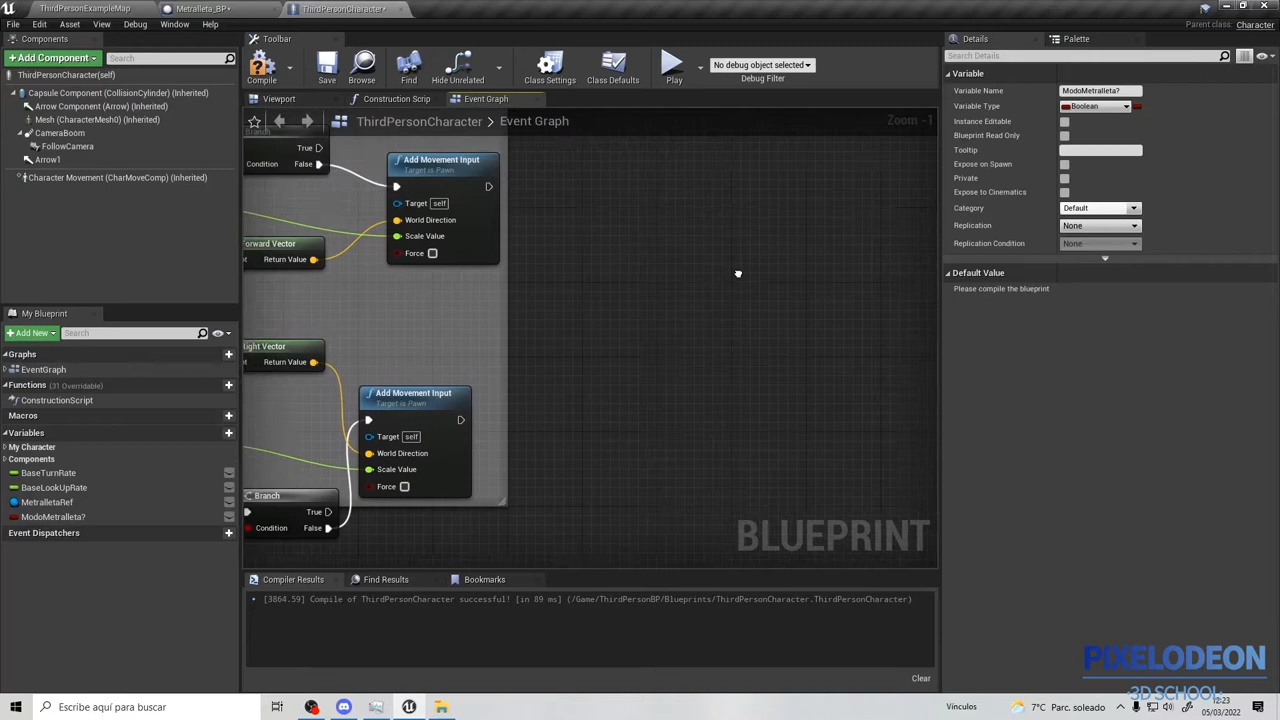 ThirdPersonExampleMap
Metralleta_BP*
ThirdPersonCharacter*
File Edit Asset View Debug Window Help
Parent class: Character
Components
+ Add Component
Search
ThirdPersonCharacter(self)
Capsule Component (CollisionCylinder) (Inherited)
Arrow Component (Arrow) (Inherited)
Mesh (CharacterMesh0) (Inherited)
CameraBoom
FollowCamera
Arrow1
Character Movement (CharMoveComp) (Inherited)
My Blueprint
+ Add New
Search
Graphs
EventGraph
Functions (31 Overridable)
ConstructionScript
Macros
Variables
My Character
Components
BaseTurnRate
BaseLookUpRate
MetralletaRef
ModoMetralleta?
Event Dispatchers
Toolbar
Compile
Save
Browse
Find
Hide Unrelated
Class Settings
Class Defaults
Play
No debug object selected
Debug Filter
Viewport
Construction Scrip
Event Graph
ThirdPersonCharacter > Event Graph
Zoom -1
Branch
True
Condition False
Add Movement Input
Target is Pawn
Target self
World Direction
Scale Value
Force
Forward Vector
Return Value
Right Vector
Return Value
Add Movement Input
Target is Pawn
Target self
World Direction
Scale Value
Force
Branch
True
Condition False
BLUEPRINT
Compiler Results
Find Results
Bookmarks
[3864.59] Compile of ThirdPersonCharacter successful! [in 89 ms] (/Game/ThirdPersonBP/Blueprints/ThirdPersonCharacter.ThirdPersonCharacter)
Clear
Details
Palette
Search Details
Variable
Variable Name ModoMetralleta?
Variable Type Boolean
Instance Editable
Blueprint Read Only
Tooltip
Expose on Spawn
Private
Expose to Cinematics
Category Default
Replication None
Replication Condition None
Default Value
Please compile the blueprint
PIXELODEON
3D SCHOOL
Escribe aquí para buscar
Vínculos
7°C Parc. soleado
12:23
05/03/2022